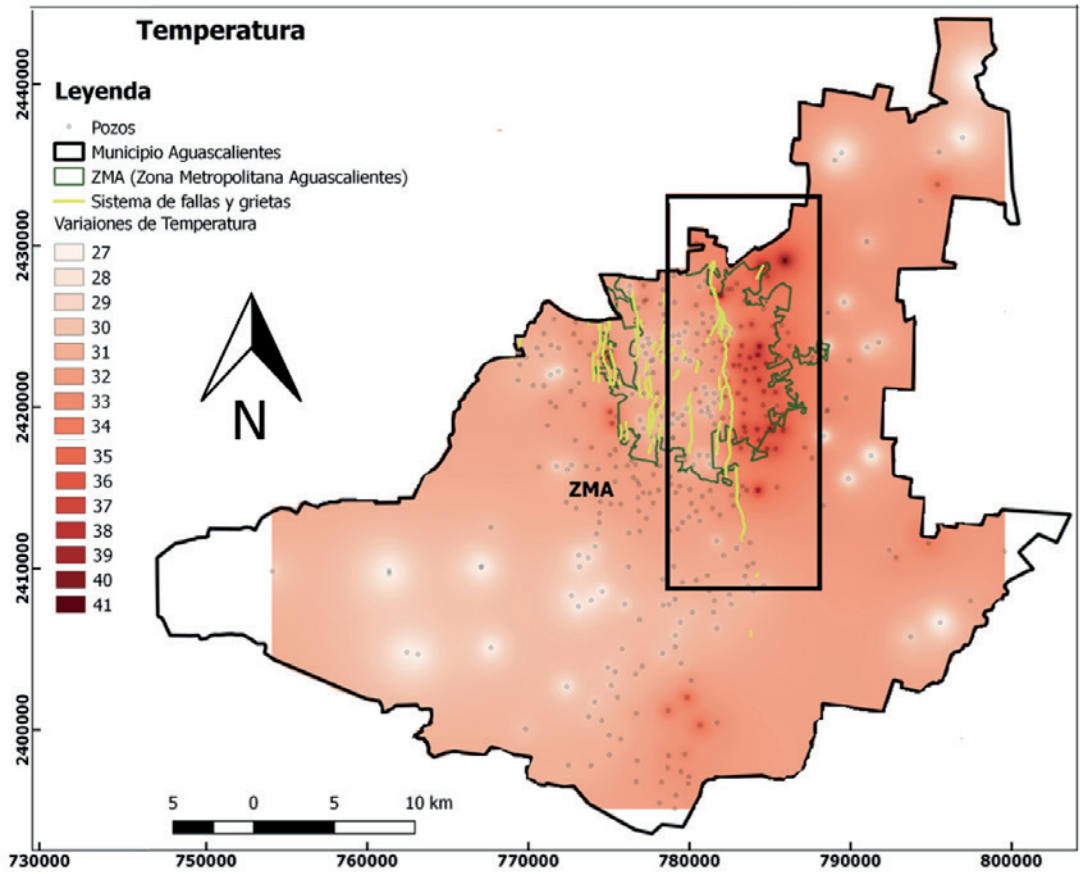 Temperatura
Leyenda
Pozos
Municipio Aguascalientes
ZMA (Zona Metropolitana Aguascalientes)
Sistema de fallas y grietas
Variaiones de Temperatura
27
28
29
30
31
32
33
34
35
36
37
38
39
40
41
N
ZMA
5 0 5 10 km
2440000
2430000
2420000
2410000
2400000
730000 750000 760000 770000 780000 790000 800000